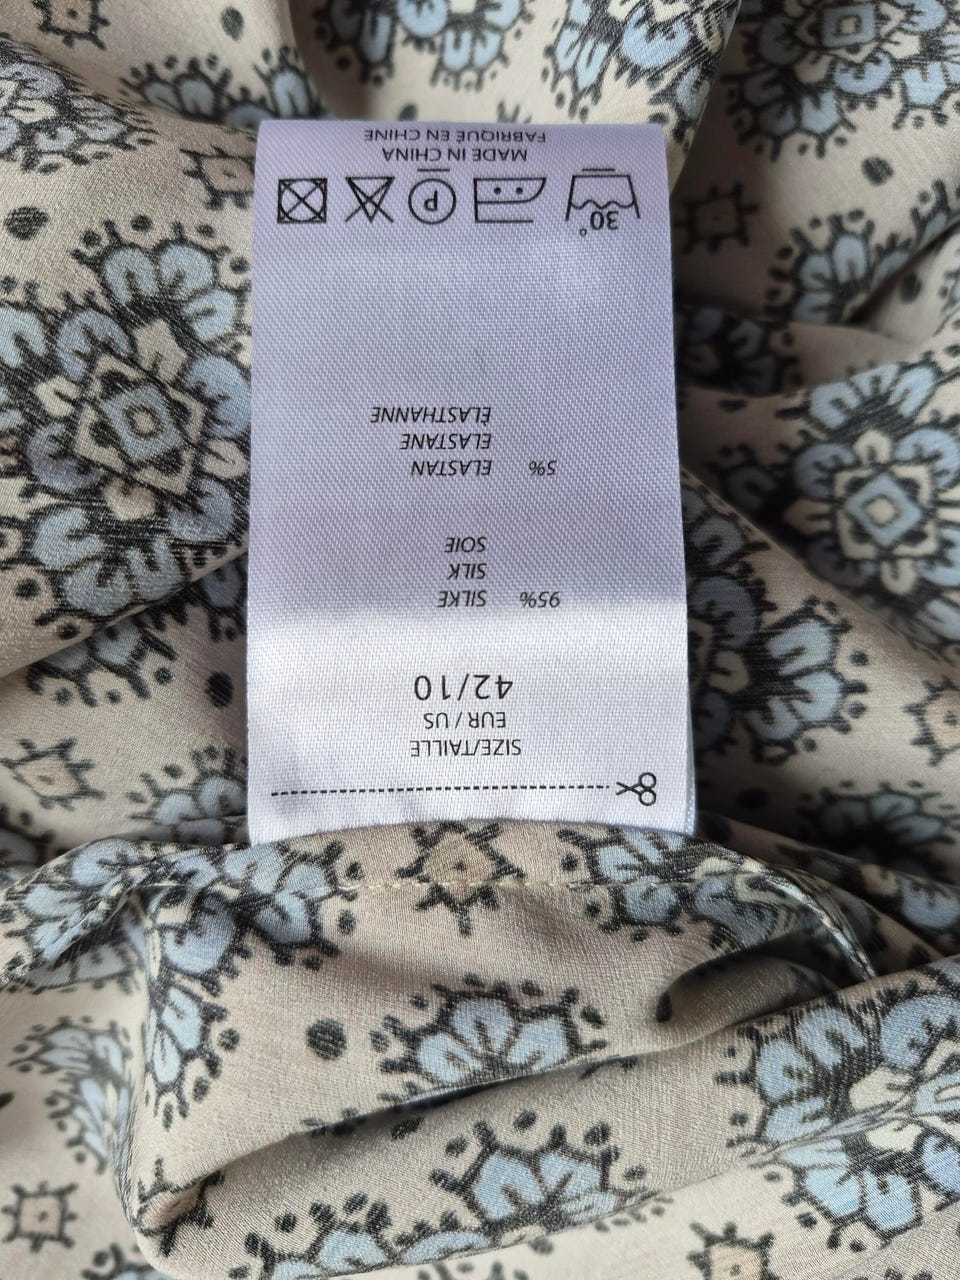 SIZE/TAILLE
EUR / US
42/10
95% SILKE
SILK
SOIE
5% ELASTAN
ELASTANE
ÉLASTHANNE
30°
P
MADE IN CHINA
FABRIQUE EN CHINE